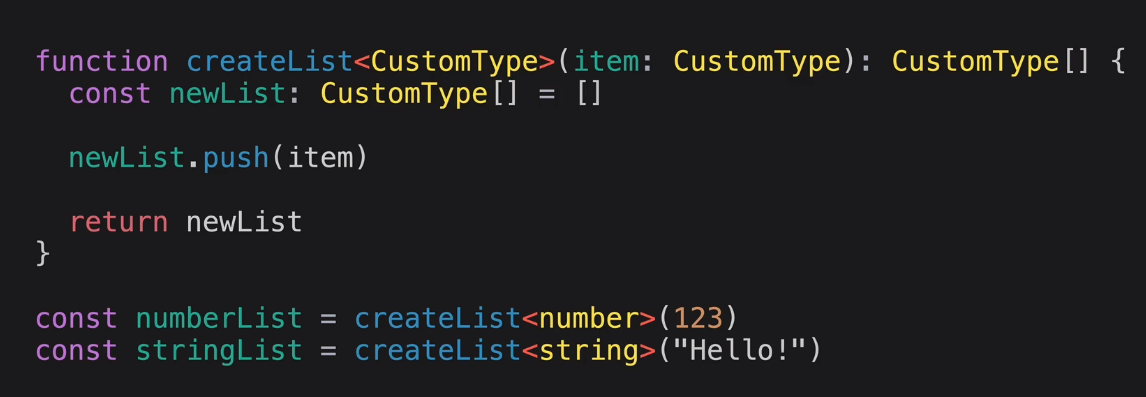 function createList<CustomType>(item: CustomType): CustomType[] {
  const newList: CustomType[] = []

  newList.push(item)

  return newList
}

const numberList = createList<number>(123)
const stringList = createList<string>("Hello!")